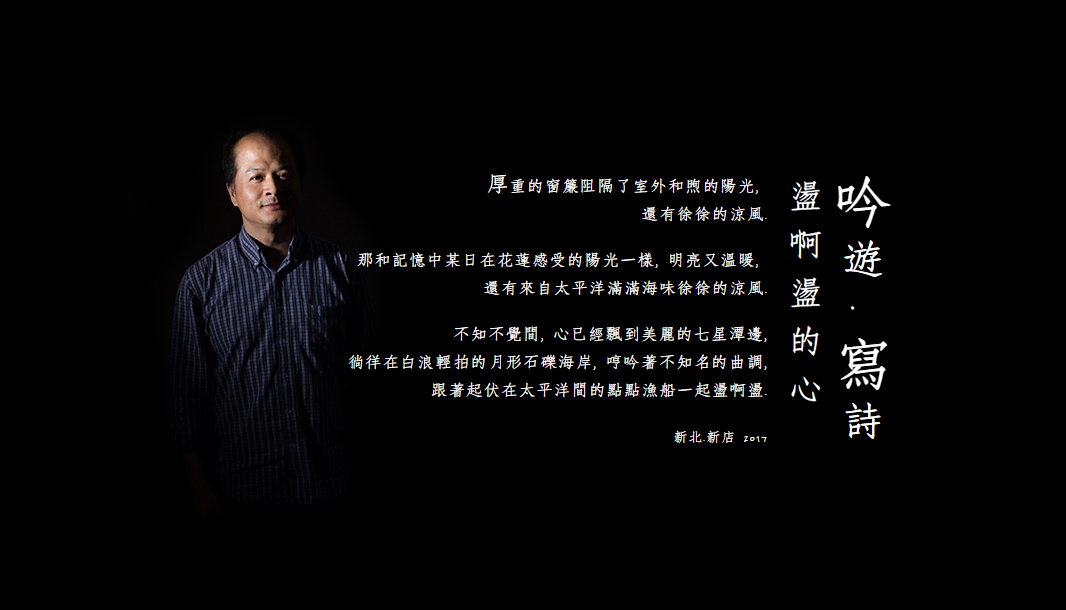 吟遊．寫詩
盪啊盪的心
厚重的窗簾阻隔了室外和煦的陽光,
還有徐徐的涼風.
那和記憶中某日在花蓮感受的陽光一樣, 明亮又溫暖,
還有來自太平洋滿滿海味徐徐的涼風.
不知不覺間, 心已經飄到美麗的七星潭邊,
徜徉在白浪輕拍的月形石礫海岸, 哼吟著不知名的曲調,
跟著起伏在太平洋間的點點漁船一起盪啊盪.
新北.新店 2017